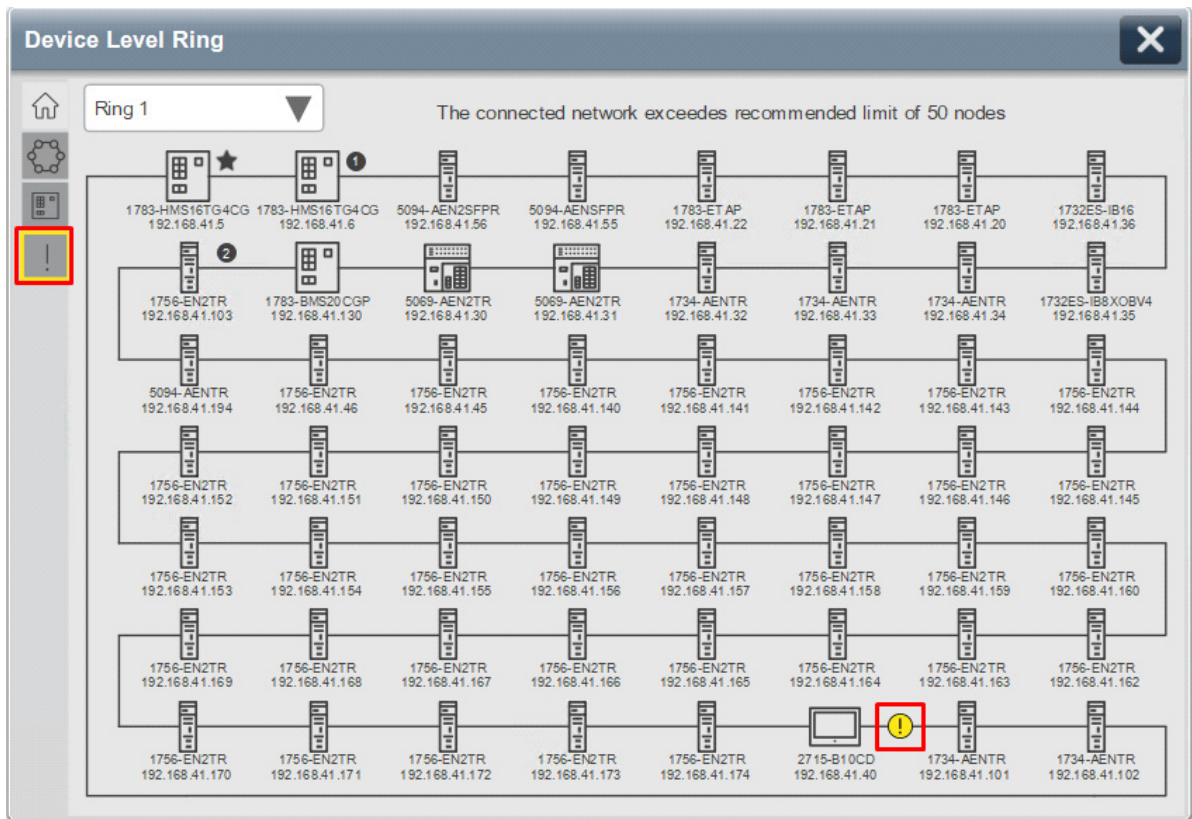 Device Level Ring
Ring 1
The connected network exceedes recommended limit of 50 nodes
1
1783-HMS16TG4CG 1783-HMS16TG4CG 5094-AEN2SFPR 5094-AENSFPR 1783-ETAP 1783-ETAP 1783-ETAP 1732ES-IB16
192.168.41.5 192.168.41.6 192.168.41.56 192.168.41.55 192.168.41.22 192.168.41.21 192.168.41.20 192.168.41.36
2
1756-EN2TR 1783-BMS20CGP 5069-AEN2TR 5069-AEN2TR 1734-AENTR 1734-AENTR 1734-AENTR 1732ES-IB8XOBV4
192.168.41.103 192.168.41.130 192.168.41.30 192.168.41.31 192.168.41.32 192.168.41.33 192.168.41.34 192.168.41.35
5094-AENTR 1756-EN2TR 1756-EN2TR 1756-EN2TR 1756-EN2TR 1756-EN2TR 1756-EN2TR 1756-EN2TR
192.168.41.194 192.168.41.46 192.168.41.45 192.168.41.140 192.168.41.141 192.168.41.142 192.168.41.143 192.168.41.144
1756-EN2TR 1756-EN2TR 1756-EN2TR 1756-EN2TR 1756-EN2TR 1756-EN2TR 1756-EN2TR 1756-EN2TR
192.168.41.152 192.168.41.151 192.168.41.150 192.168.41.149 192.168.41.148 192.168.41.147 192.168.41.146 192.168.41.145
1756-EN2TR 1756-EN2TR 1756-EN2TR 1756-EN2TR 1756-EN2TR 1756-EN2TR 1756-EN2TR 1756-EN2TR
192.168.41.153 192.168.41.154 192.168.41.155 192.168.41.156 192.168.41.157 192.168.41.158 192.168.41.159 192.168.41.160
1756-EN2TR 1756-EN2TR 1756-EN2TR 1756-EN2TR 1756-EN2TR 1756-EN2TR 1756-EN2TR 1756-EN2TR
192.168.41.169 192.168.41.168 192.168.41.167 192.168.41.166 192.168.41.165 192.168.41.164 192.168.41.163 192.168.41.162
!
1756-EN2TR 1756-EN2TR 1756-EN2TR 1756-EN2TR 1756-EN2TR 2715-B10CD 1734-AENTR 1734-AENTR
192.168.41.170 192.168.41.171 192.168.41.172 192.168.41.173 192.168.41.174 192.168.41.40 192.168.41.101 192.168.41.102